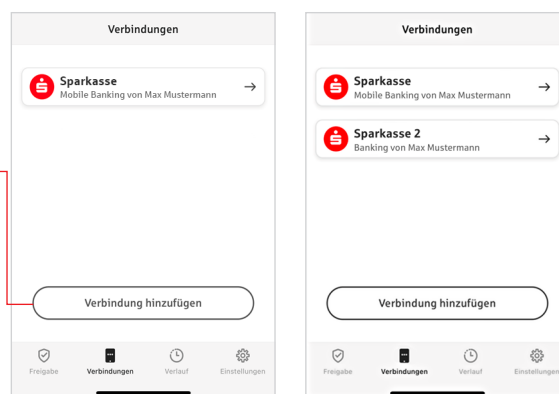 Verbindungen
Sparkasse
Mobile Banking von Max Mustermann
Verbindung hinzufügen
Freigabe
Verbindungen
Verlauf
Einstellungen
Verbindungen
Sparkasse
Mobile Banking von Max Mustermann
Sparkasse 2
Banking von Max Mustermann
Verbindung hinzufügen
Freigabe
Verbindungen
Verlauf
Einstellungen